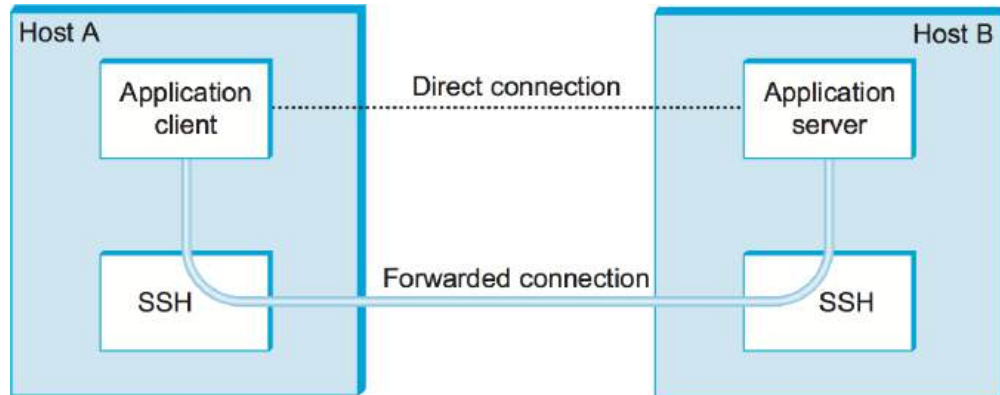 Host A
Host B
Application
client
Direct connection
Application
server
Forwarded connection
SSH
SSH